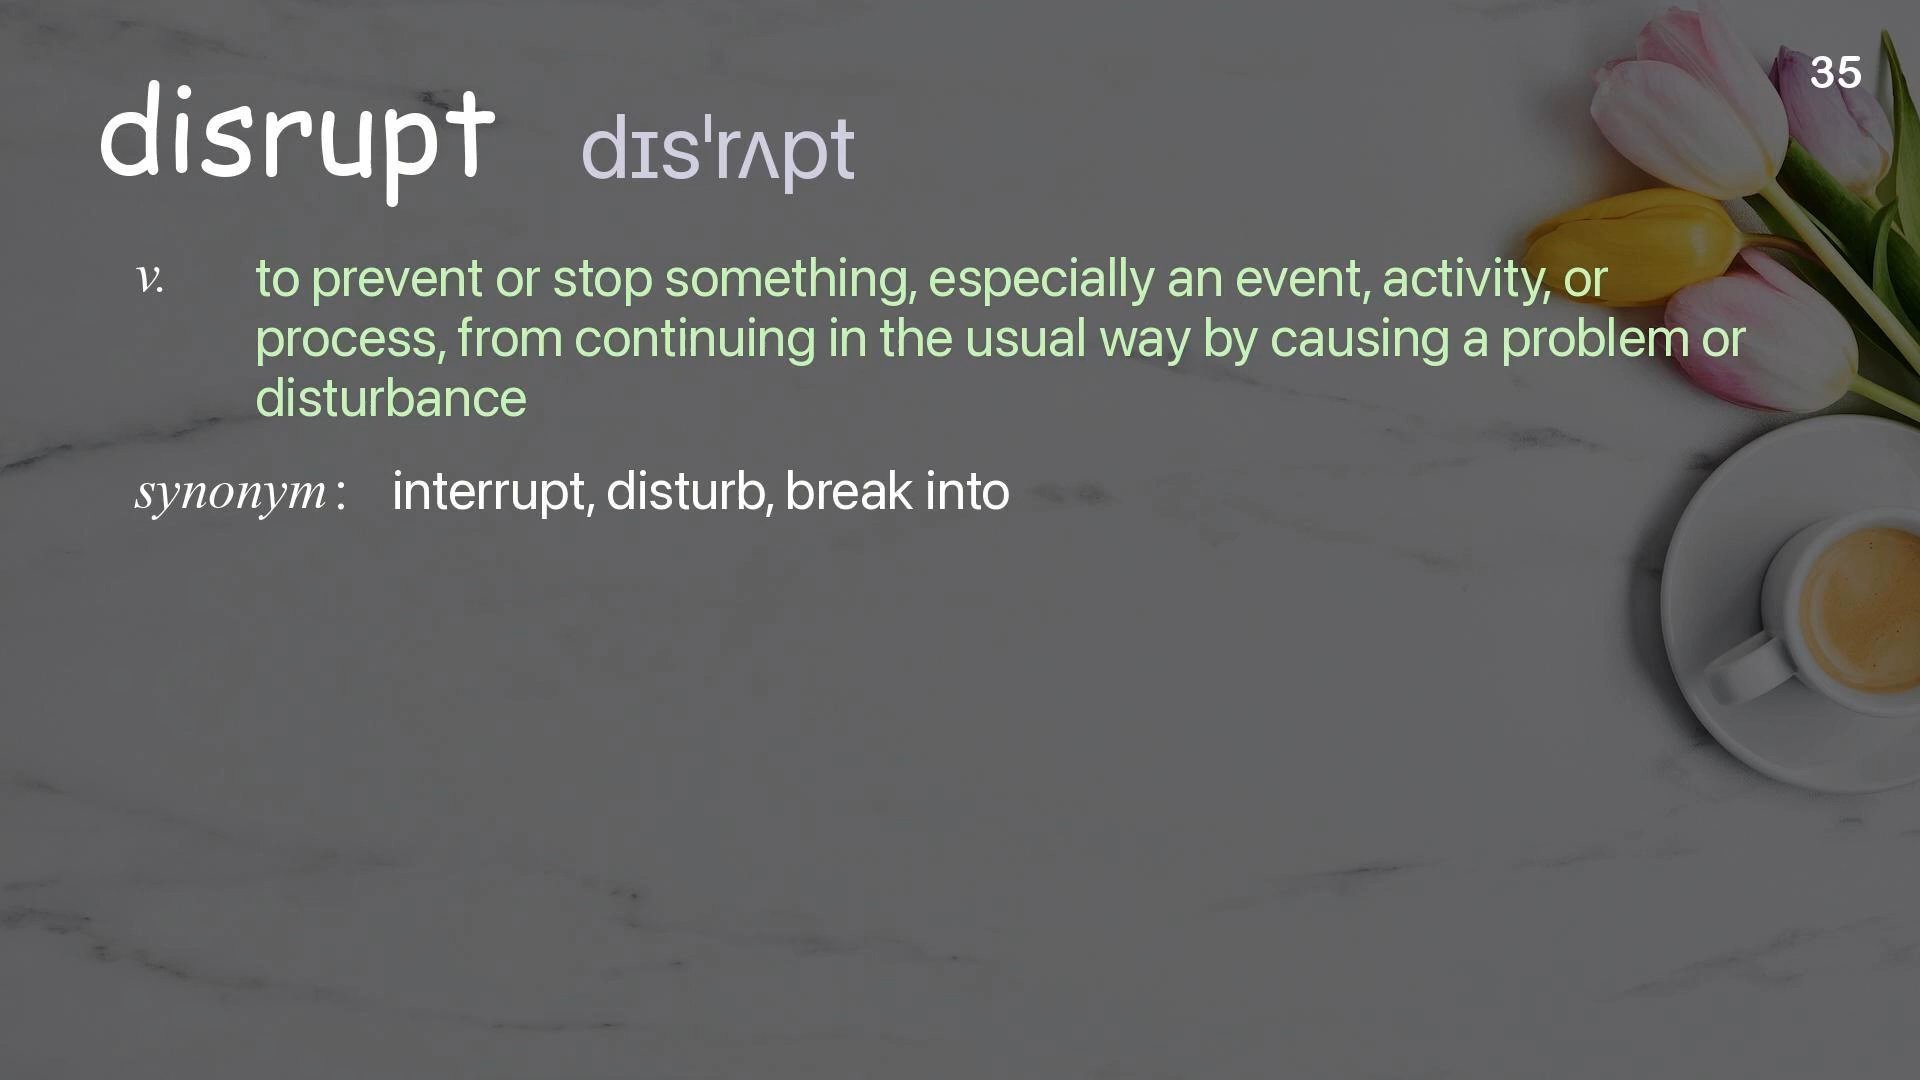 35
disrupt dɪsˈrʌpt
v. to prevent or stop something, especially an event, activity, or
process, from continuing in the usual way by causing a problem or
disturbance
synonym : interrupt, disturb, break into